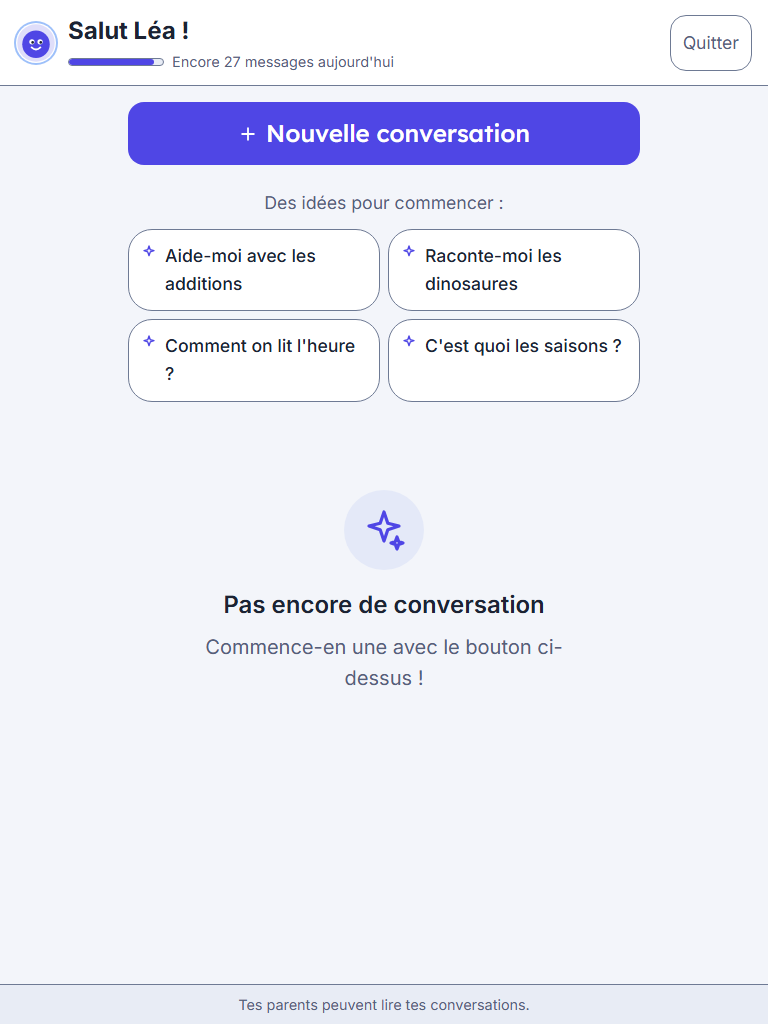 Salut Léa !
Encore 27 messages aujourd'hui
Quitter
+ Nouvelle conversation
Des idées pour commencer :
Aide-moi avec les
additions
Raconte-moi les
dinosaures
Comment on lit l'heure
?
C'est quoi les saisons ?
Pas encore de conversation
Commence-en une avec le bouton ci-
dessus !
Tes parents peuvent lire tes conversations.